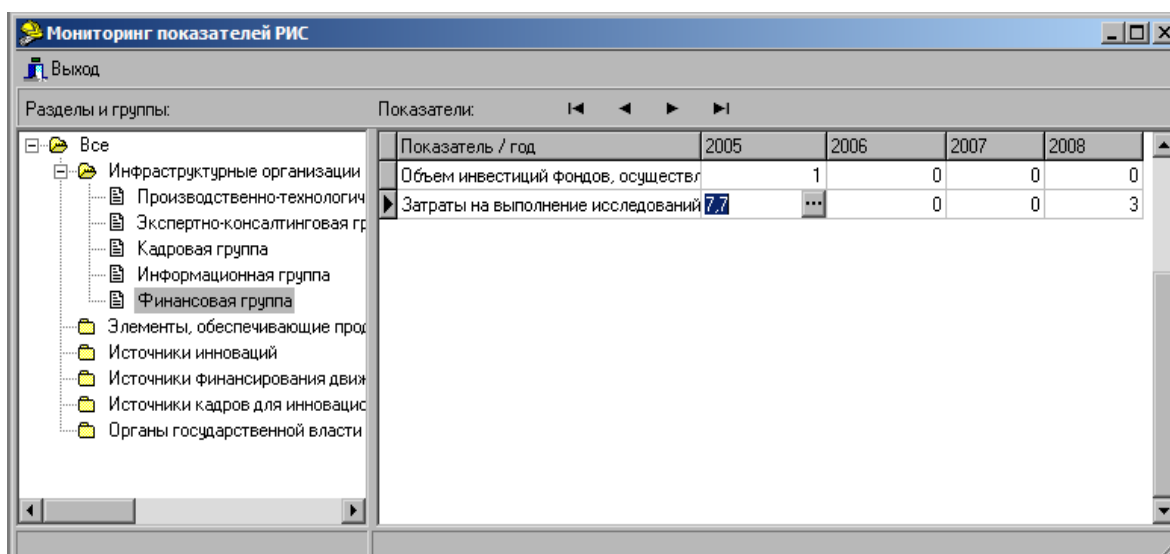 Мониторинг показателей РИС
Выход
Разделы и группы:
Показатели:
Все
Инфраструктурные организации
Производственно-технологич
Экспертно-консалтинговая гр
Кадровая группа
Информационная группа
Финансовая группа
Элементы, обеспечивающие прод
Источники инноваций
Источники финансирования движ
Источники кадров для инновацио
Органы государственной власти
Показатель / год 2005 2006 2007 2008
Объем инвестиций фондов, осуществл 1 0 0 0
Затраты на выполнение исследований 7,7 ... 0 0 3